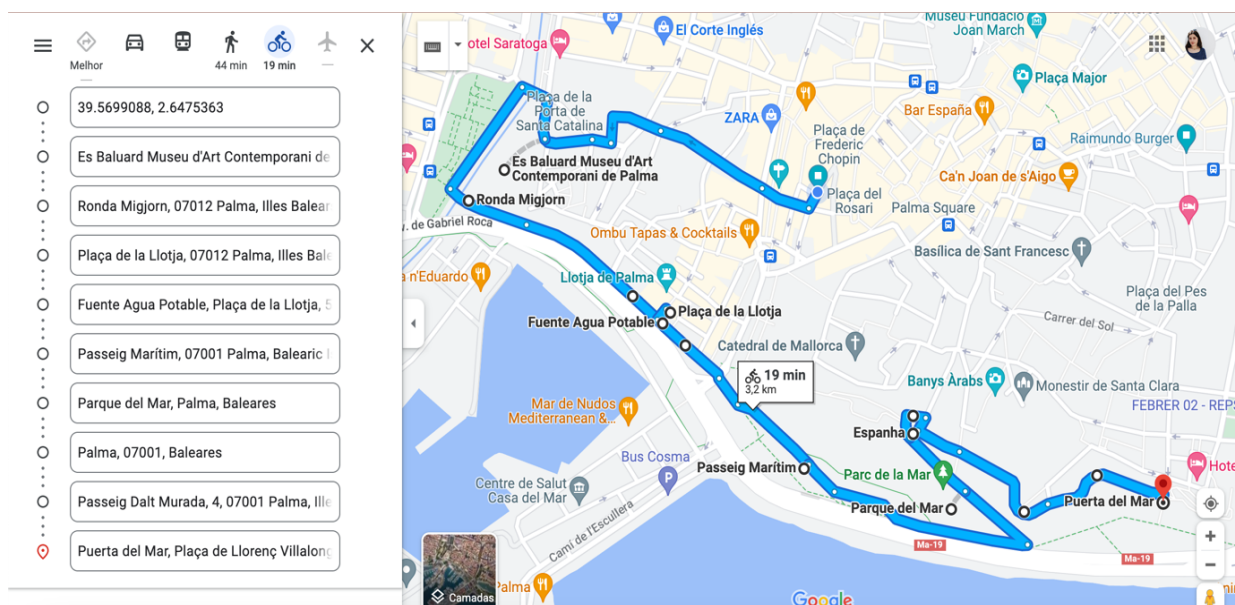 Melhor
44 min
19 min
39.5699088, 2.6475363
Es Baluard Museu d'Art Contemporani de
Ronda Migjorn, 07012 Palma, Illes Balear
Plaça de la Llotja, 07012 Palma, Illes Bale
Fuente Agua Potable, Plaça de la Llotja, 5
Passeig Marítim, 07001 Palma, Balearic I
Parque del Mar, Palma, Baleares
Palma, 07001, Baleares
Passeig Dalt Murada, 4, 07001 Palma, Ille
Puerta del Mar, Plaça de Llorenç Villalong
Museu Fundació
Joan March
El Corte Inglés
otel Saratoga
Plaça Major
Plaça de la
Porta de
Santa Catalina
ZARA
Bar España
Plaça de
Frederic
Chopin
Raimundo Burger
Es Baluard Museu d'Art
Contemporani de Palma
Ca'n Joan de s'Aigo
Ronda Migjorn
Plaça del
Rosari
Palma Square
v. de Gabriel Roca
Ombu Tapas & Cocktails
Basílica de Sant Francesc
a n'Eduardo
Llotja de Palma
Plaça del Pes
de la Palla
Plaça de la Llotja
Fuente Agua Potable
Carrer del Sol
Catedral de Mallorca
19 min
3,2 km
Banys Àrabs
Monestir de Santa Clara
Mar de Nudos
Mediterranean &...
FEBRER 02 - REPS
Espanha
Bus Cosma
Passeig Marítim
Parc de la Mar
Hote
Centre de Salut
Casa del Mar
Parque del Mar
Puerta del Mar
Camí de l'Escullera
Ma-19
Ma-19
Palma
Camadas
Google